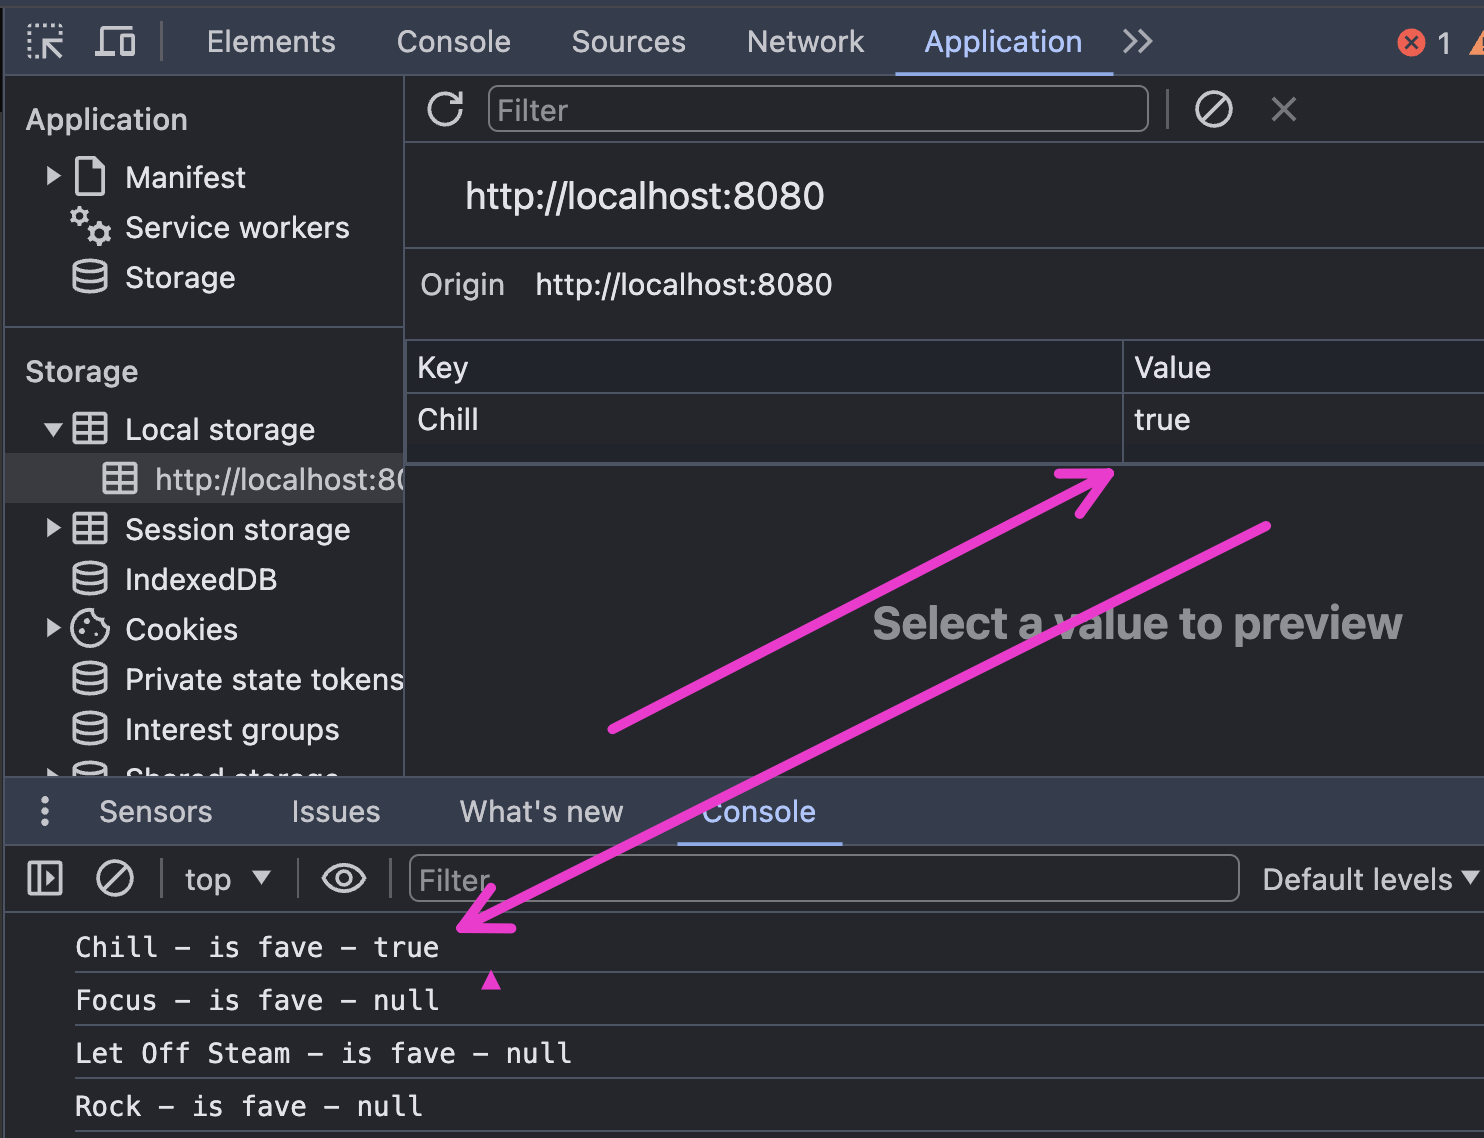 Elements Console Sources Network Application 1
Application
Manifest
Service workers
Storage
Storage
Local storage
http://localhost:80
Session storage
IndexedDB
Cookies
Private state tokens
Interest groups
Shared storage
Filter
http://localhost:8080
Origin http://localhost:8080
Key Value
Chill true
Select a value to preview
Sensors Issues What's new Console
top Filter Default levels
Chill – is fave – true
Focus – is fave – null
Let Off Steam – is fave – null
Rock – is fave – null